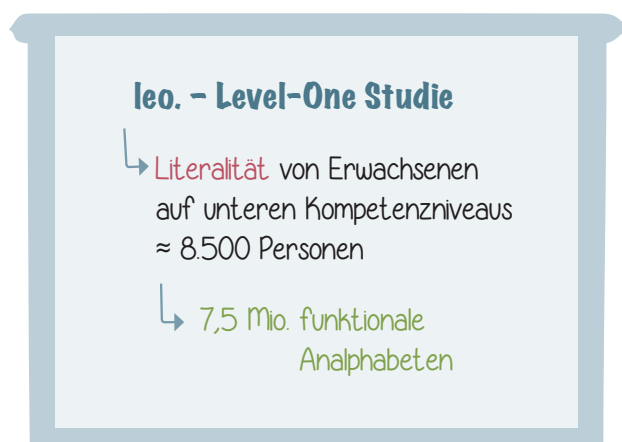 leo. - Level-One Studie
Literalität von Erwachsenen
auf unteren Kompetenzniveaus
≈ 8.500 Personen
7,5 Mio. funktionale
Analphabeten